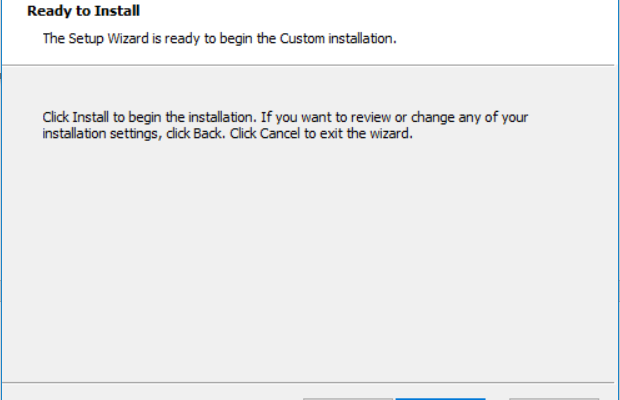 Ready to Install
The Setup Wizard is ready to begin the Custom installation.
Click Install to begin the installation. If you want to review or change any of your
installation settings, click Back. Click Cancel to exit the wizard.